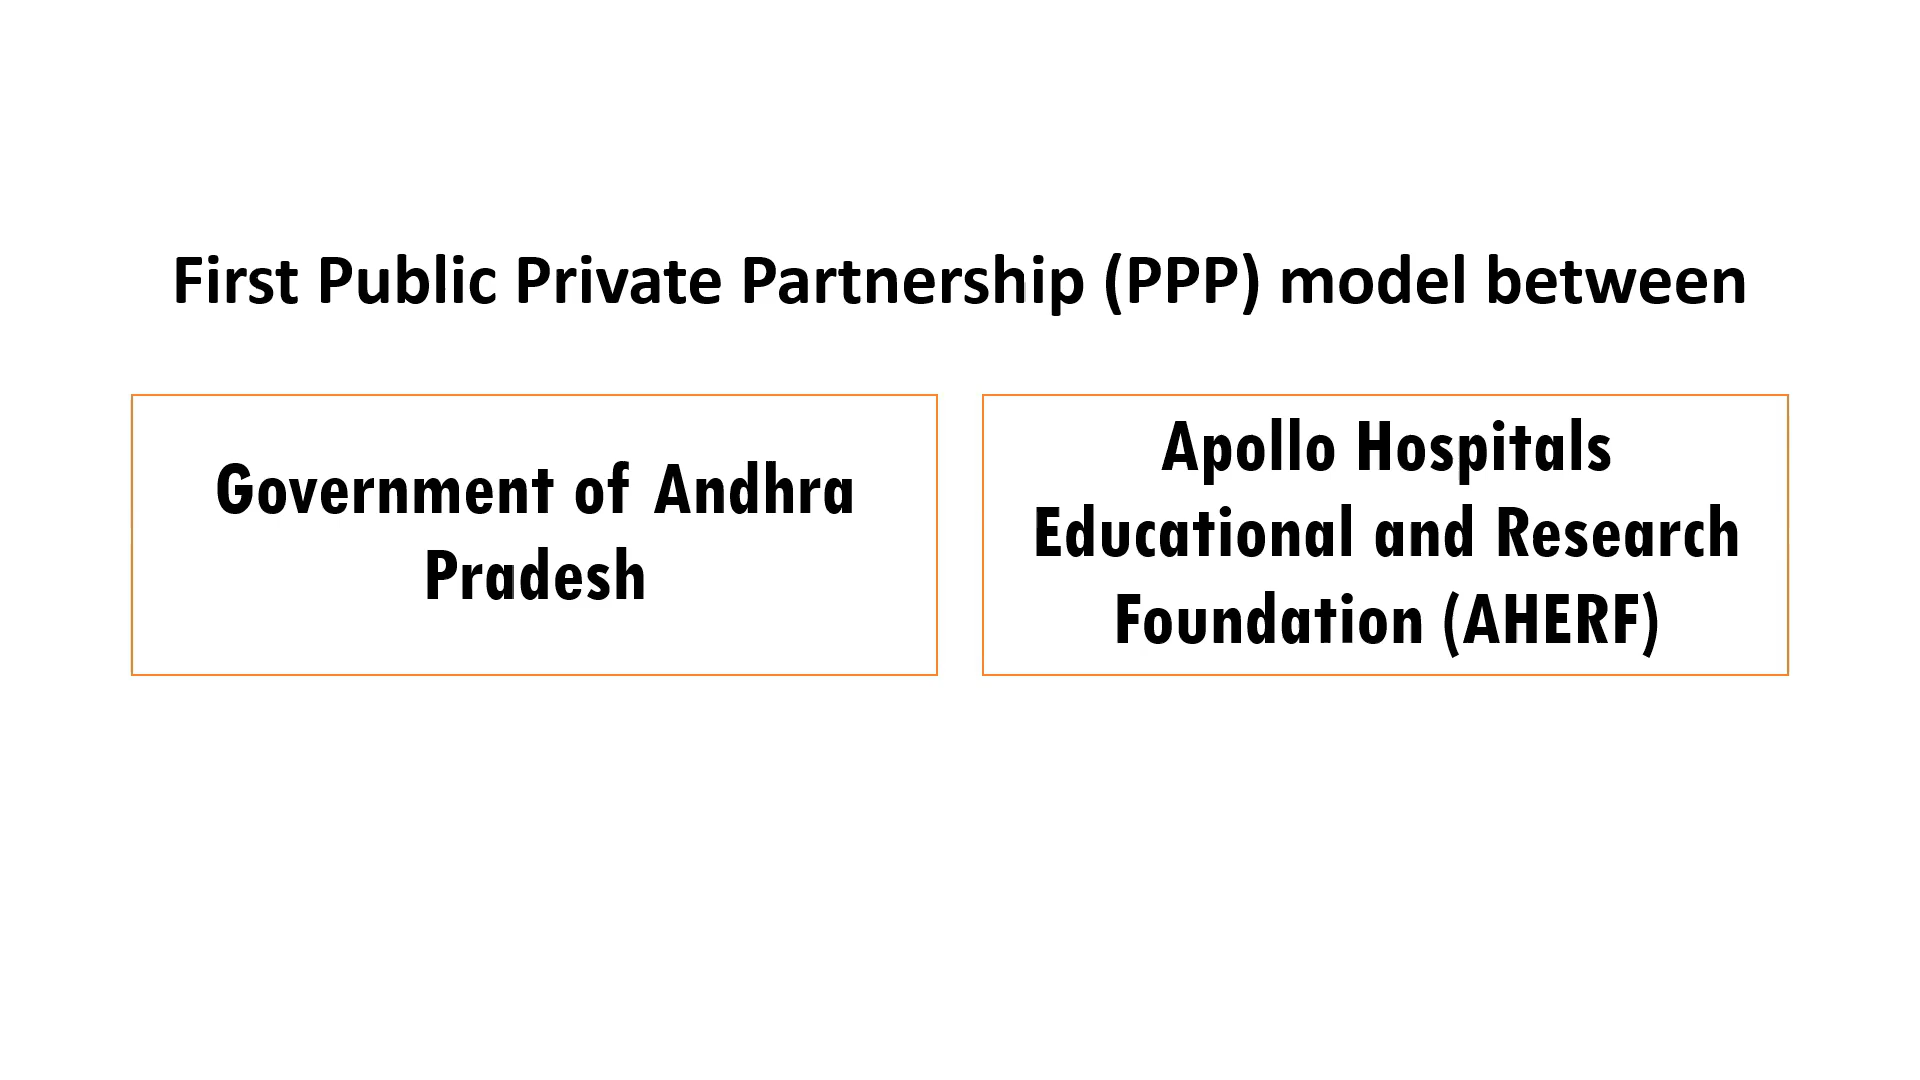 First Public Private Partnership (PPP) model between
Government of Andhra
Pradesh
Apollo Hospitals
Educational and Research
Foundation (AHERF)